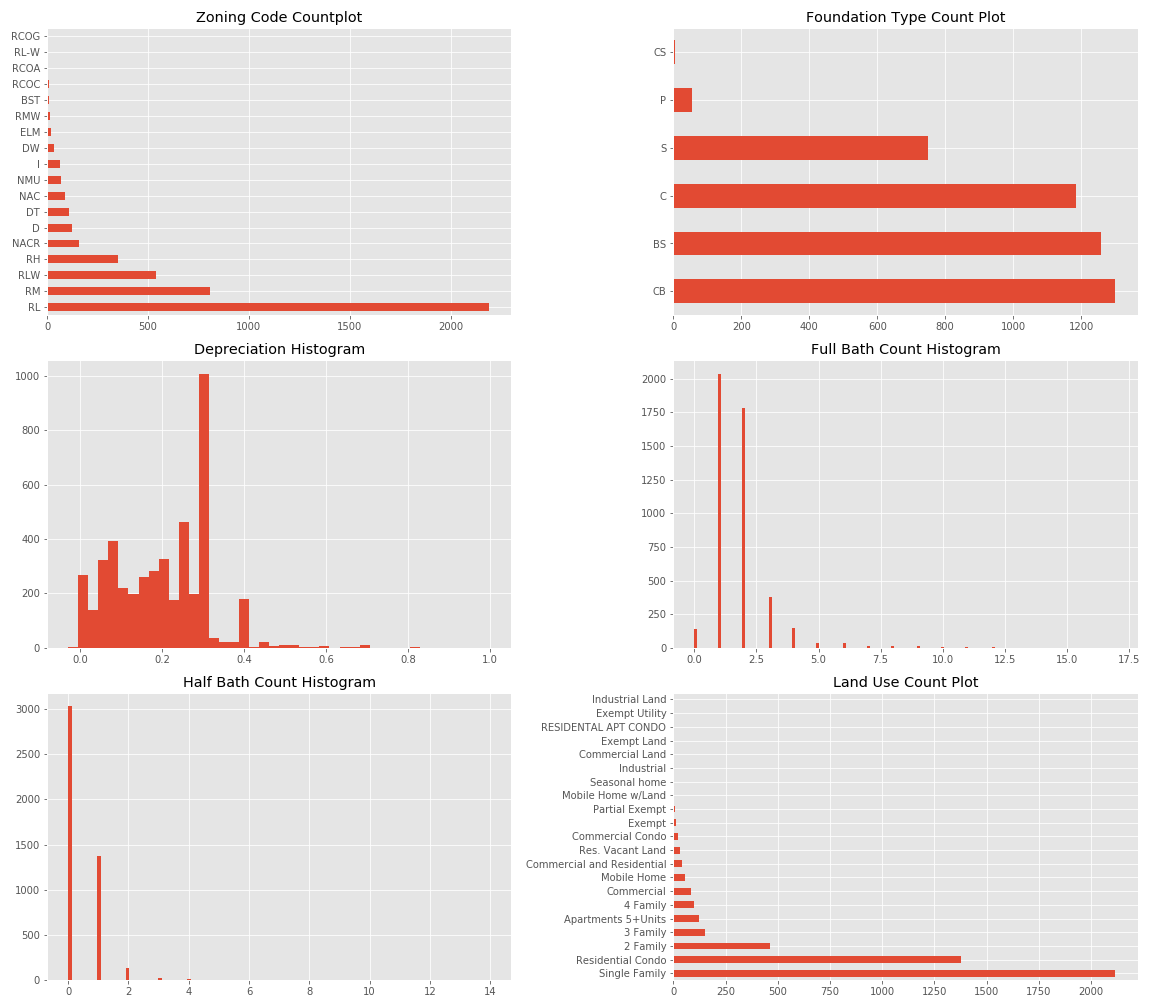 Zoning Code Countplot
RCOG
RL-W
RCOA
RCOC
BST
RMW
ELM
DW
I
NMU
NAC
DT
D
NACR
RH
RLW
RM
RL
0 500 1000 1500 2000
Foundation Type Count Plot
CS
P
S
C
BS
CB
0 200 400 600 800 1000 1200
Depreciation Histogram
1000
800
600
400
200
0
0.0 0.2 0.4 0.6 0.8 1.0
Full Bath Count Histogram
2000
1750
1500
1250
1000
750
500
250
0
0.0 2.5 5.0 7.5 10.0 12.5 15.0 17.5
Half Bath Count Histogram
3000
2500
2000
1500
1000
500
0
0 2 4 6 8 10 12 14
Land Use Count Plot
Industrial Land
Exempt Utility
RESIDENTAL APT CONDO
Exempt Land
Commercial Land
Industrial
Seasonal home
Mobile Home w/Land
Partial Exempt
Exempt
Commercial Condo
Res. Vacant Land
Commercial and Residential
Mobile Home
Commercial
4 Family
Apartments 5+Units
3 Family
2 Family
Residential Condo
Single Family
0 250 500 750 1000 1250 1500 1750 2000